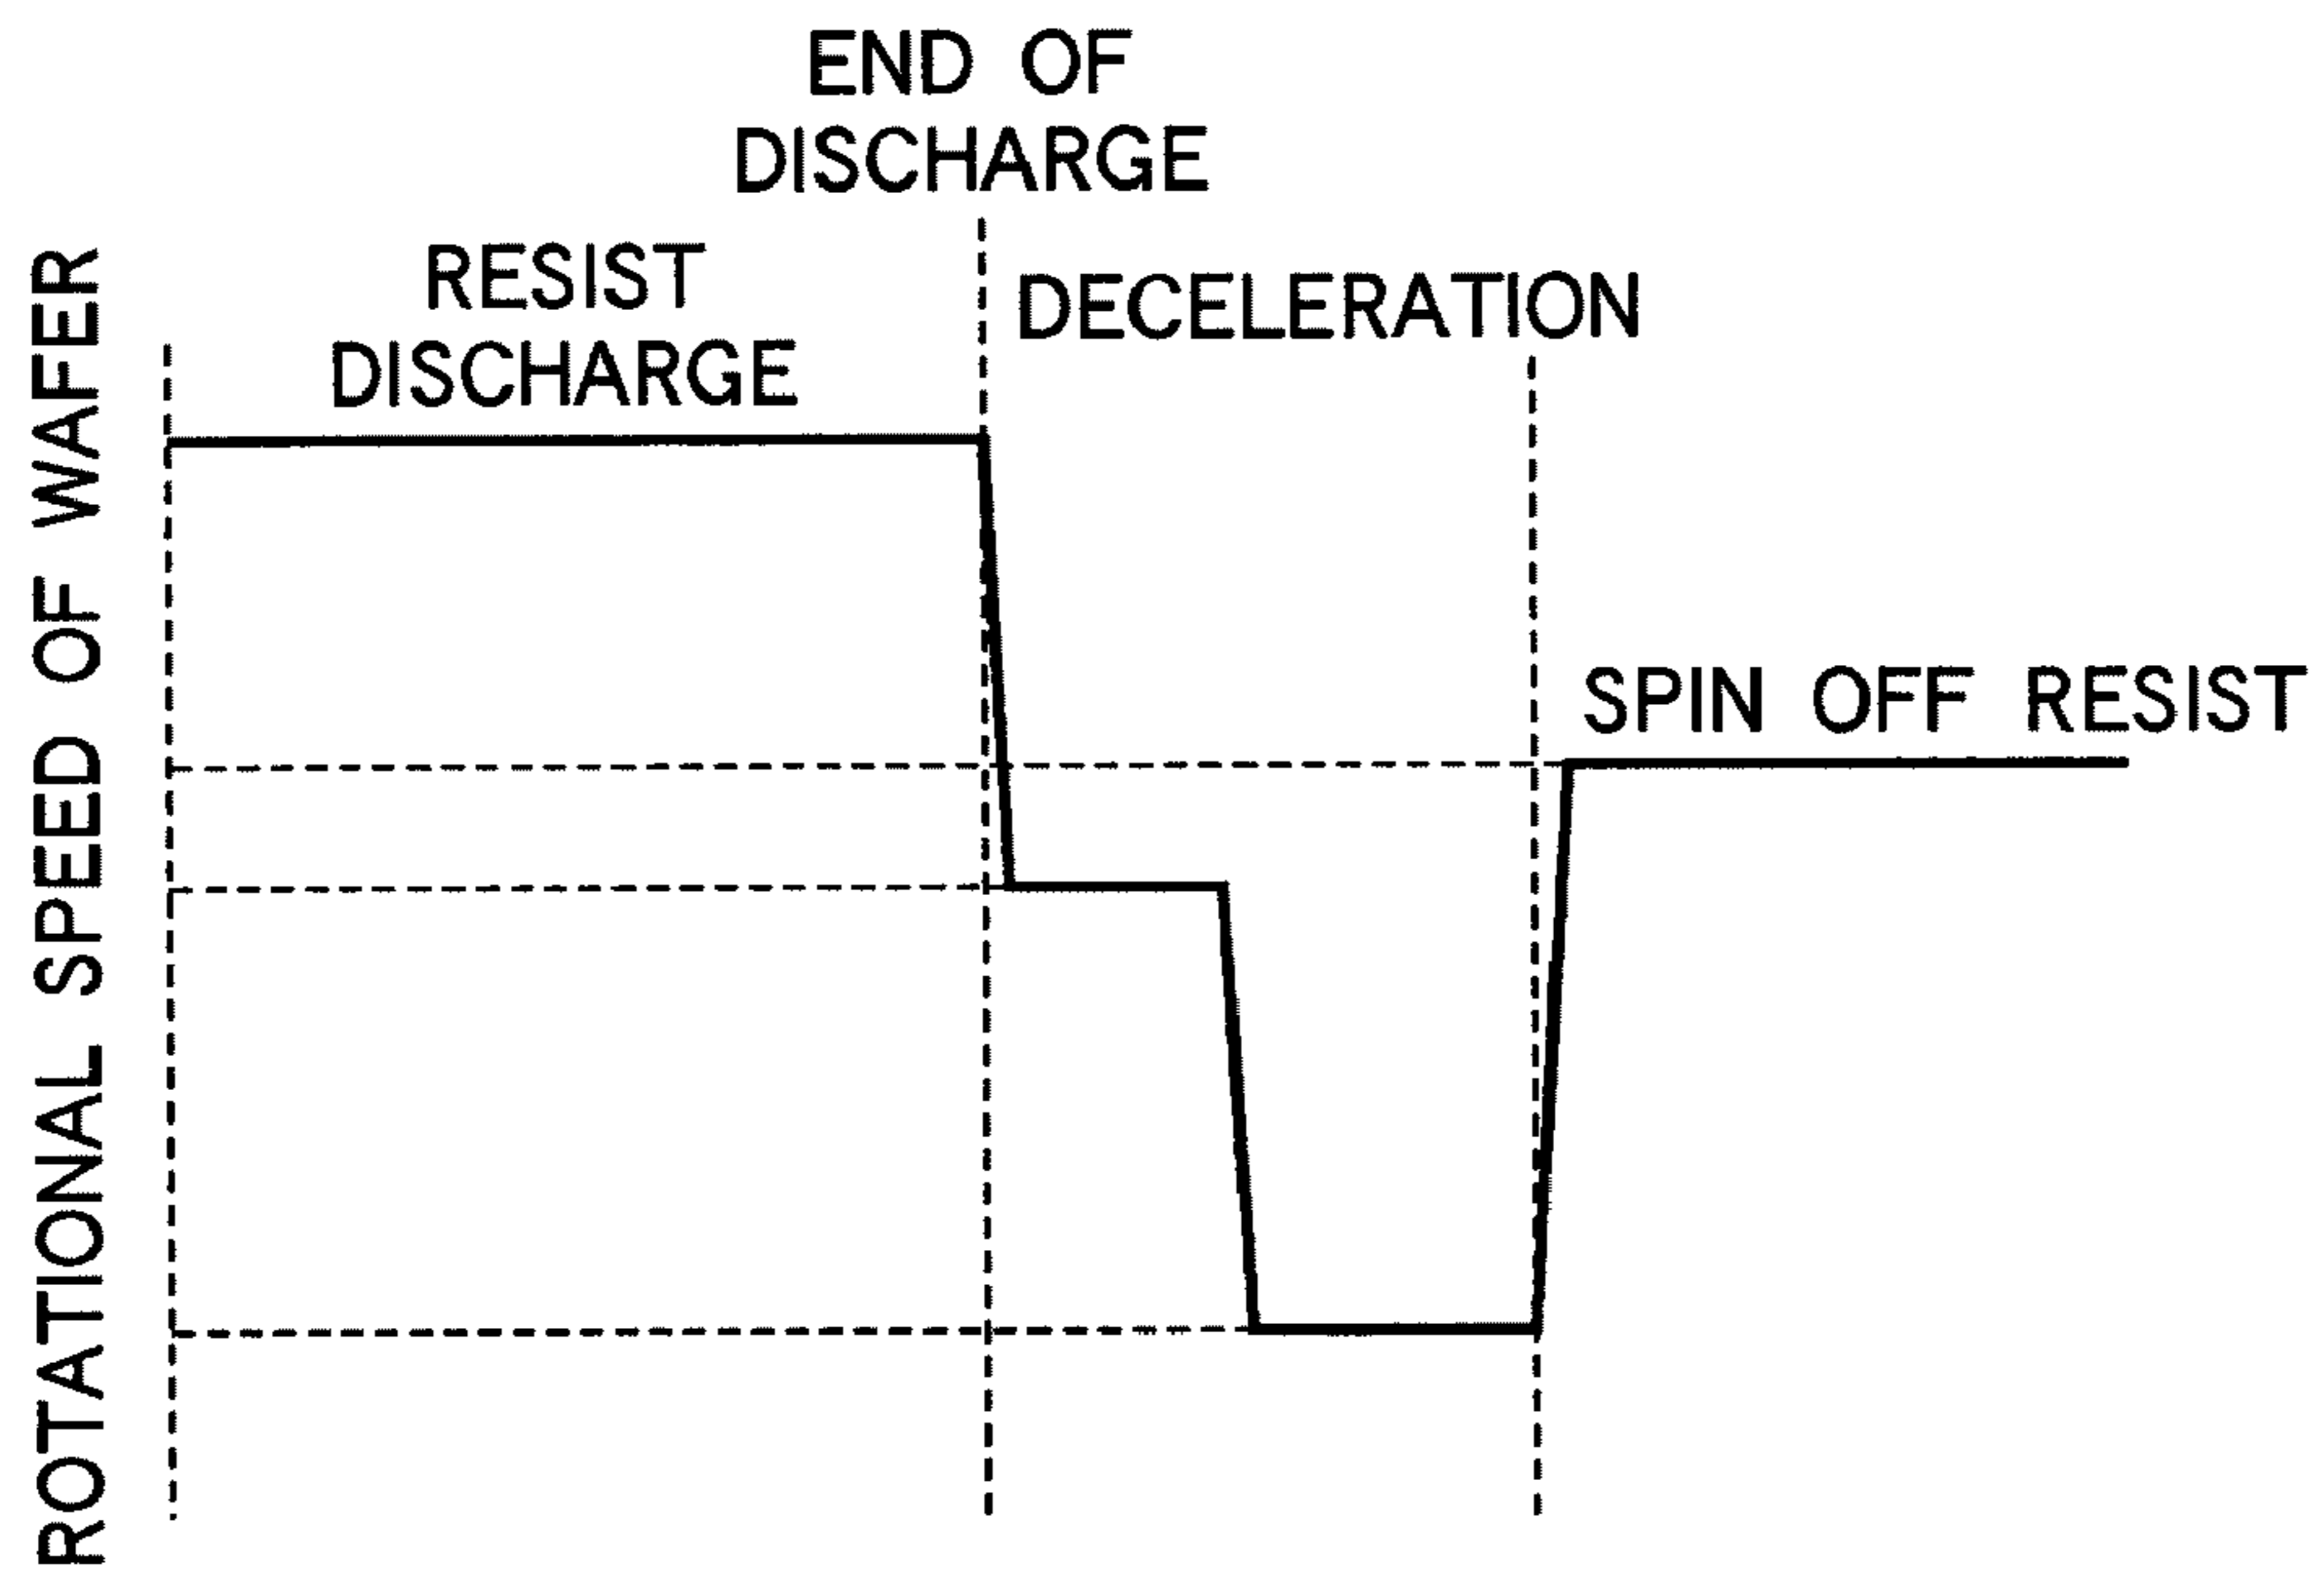 END OF
DISCHARGE
RESIST
DISCHARGE
DECELERATION
SPIN OFF RESIST
ROTATIONAL SPEED OF WAFER